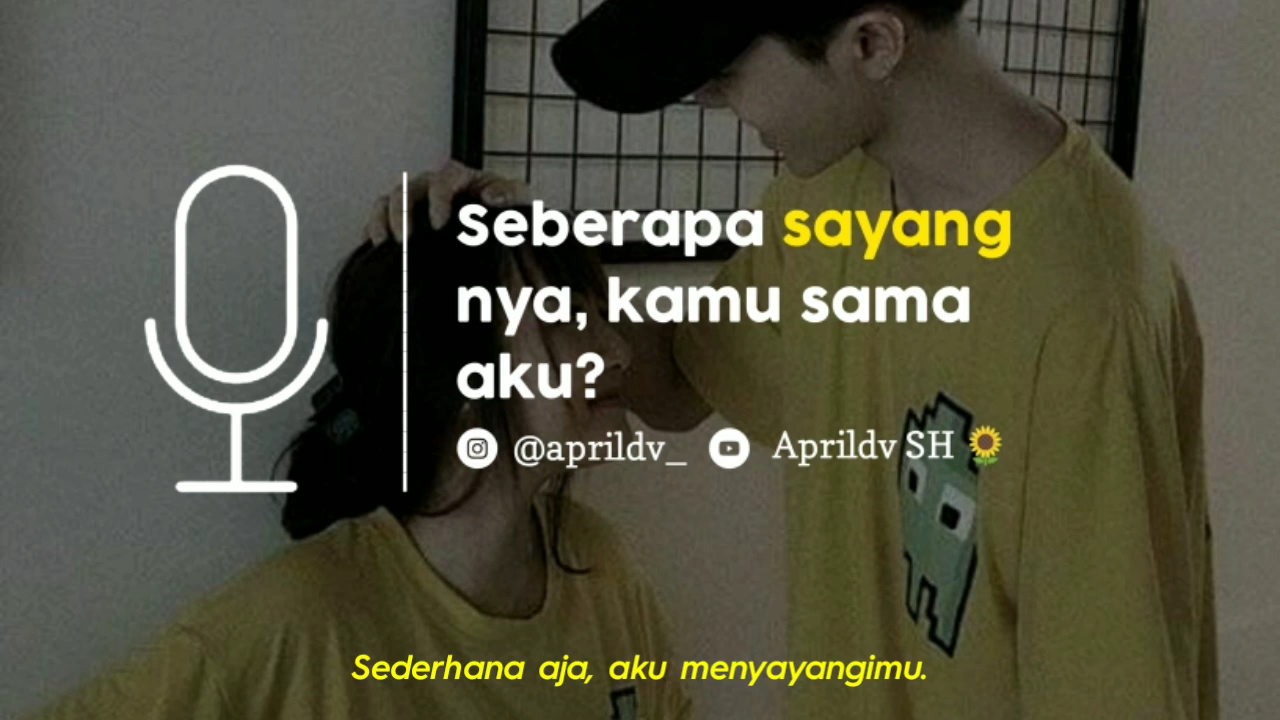 Seberapa sayang
nya, kamu sama
aku?
@aprildv_ Aprildv SH 🌻
Sederhana aja, aku menyayangimu.